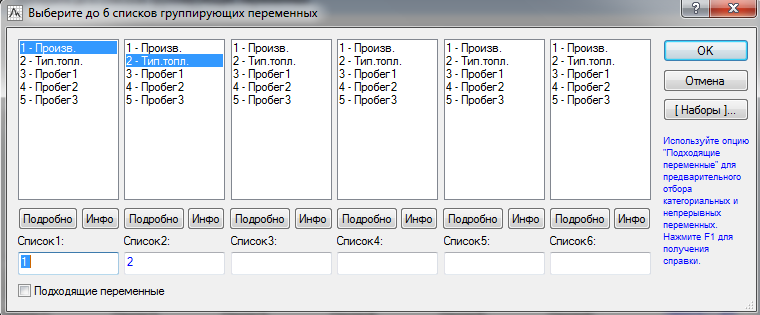 Выберите до 6 списков группирующих переменных
1 - Произв. 1 - Произв. 1 - Произв. 1 - Произв. 1 - Произв. 1 - Произв.
2 - Тип.топл. 2 - Тип.топл. 2 - Тип.топл. 2 - Тип.топл. 2 - Тип.топл. 2 - Тип.топл.
3 - Пробег1 3 - Пробег1 3 - Пробег1 3 - Пробег1 3 - Пробег1 3 - Пробег1
4 - Пробег2 4 - Пробег2 4 - Пробег2 4 - Пробег2 4 - Пробег2 4 - Пробег2
5 - Пробег3 5 - Пробег3 5 - Пробег3 5 - Пробег3 5 - Пробег3 5 - Пробег3
OK
Отмена
[ Наборы ]...
Используйте опцию
"Подходящие
переменные" для
предварительного
отбора
категориальных и
непрерывных
переменных.
Нажмите F1 для
получения
справки.
Подробно Инфо Подробно Инфо Подробно Инфо Подробно Инфо Подробно Инфо Подробно Инфо
Список1: Список2: Список3: Список4: Список5: Список6:
1 2
Подходящие переменные